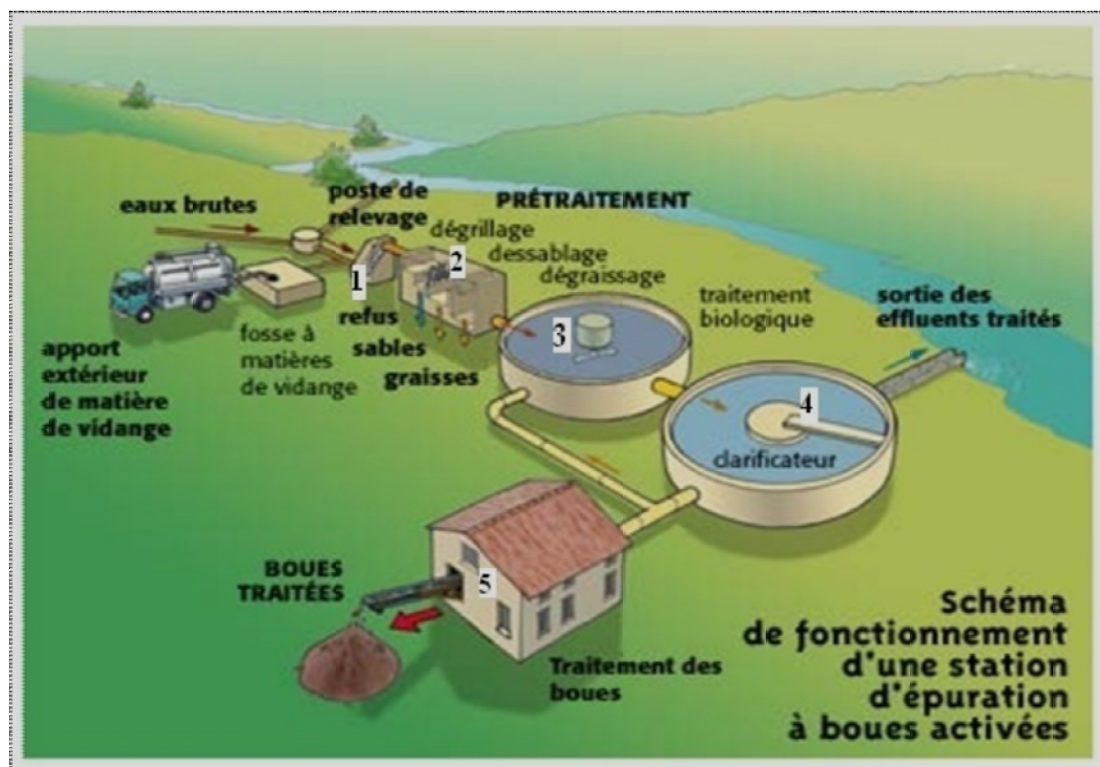 eaux brutes
poste de
relevage
PRÉTRAITEMENT
dégrillage
dessablage
dégraissage
1
2
refus
sables
graisses
apport
extérieur
de matière
de vidange
fosse à
matières
de vidange
3
traitement
biologique
sortie des
effluents traités
4
clarificateur
BOUES
TRAITÉES
5
Traitement des
boues
Schéma
de fonctionnement
d'une station
d'épuration
à boues activées